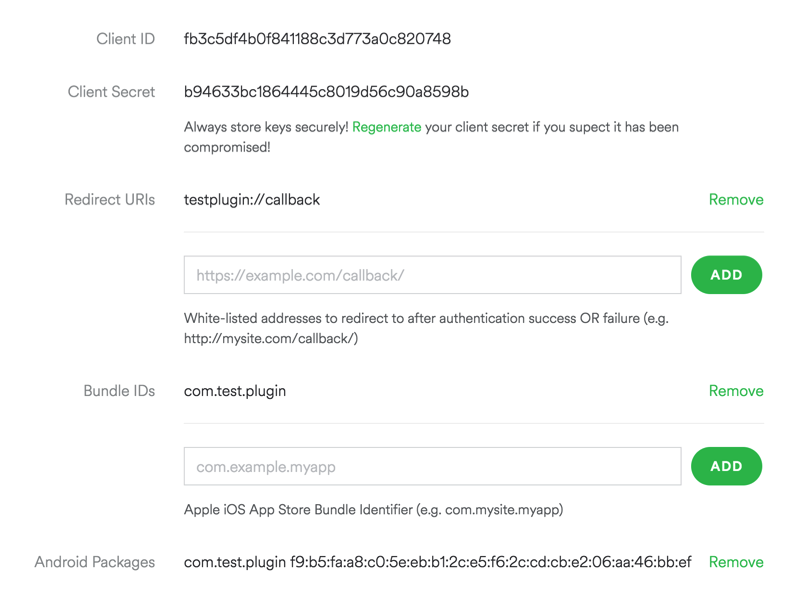 Client ID fb3c5df4b0f841188c3d773a0c820748
Client Secret b94633bc1864445c8019d56c90a8598b
Always store keys securely! Regenerate your client secret if you supect it has been
compromised!
Redirect URIs testplugin://callback Remove
https://example.com/callback/ ADD
White-listed addresses to redirect to after authentication success OR failure (e.g.
http://mysite.com/callback/)
Bundle IDs com.test.plugin Remove
com.example.myapp ADD
Apple iOS App Store Bundle Identifier (e.g. com.mysite.myapp)
Android Packages com.test.plugin f9:b5:fa:a8:c0:5e:eb:b1:2c:e5:f6:2c:cd:cb:e2:06:aa:46:bb:ef Remove